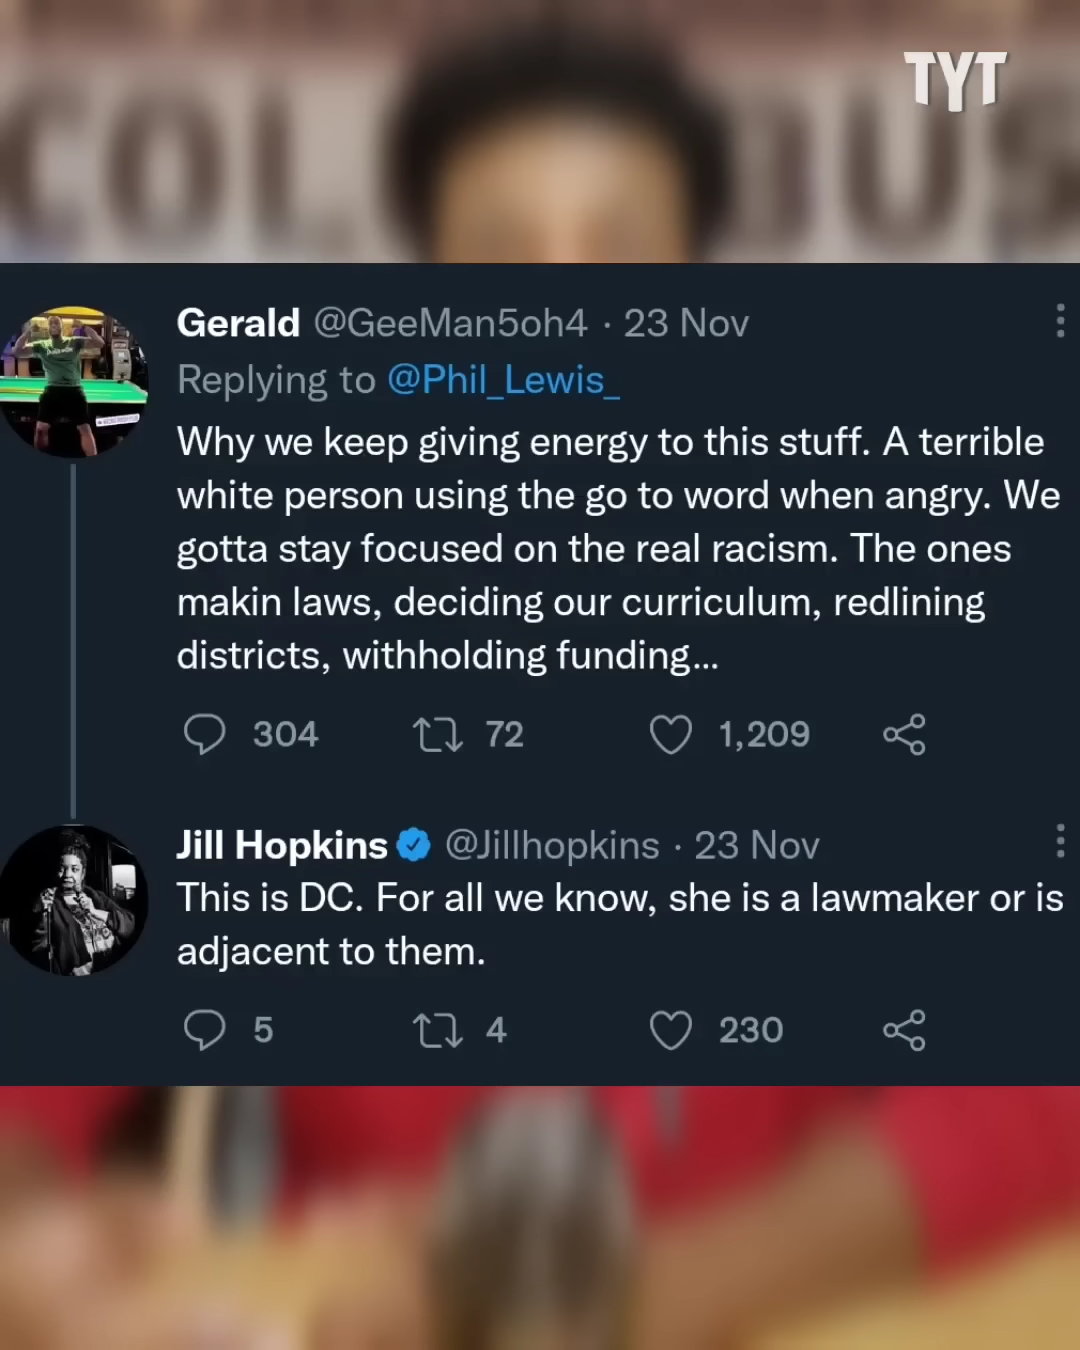 TYT
Gerald @GeeMan5oh4 · 23 Nov
Replying to @Phil_Lewis_
Why we keep giving energy to this stuff. A terrible
white person using the go to word when angry. We
gotta stay focused on the real racism. The ones
makin laws, deciding our curriculum, redlining
districts, withholding funding...
304 72 1,209
Jill Hopkins @Jillhopkins · 23 Nov
This is DC. For all we know, she is a lawmaker or is
adjacent to them.
5 4 230